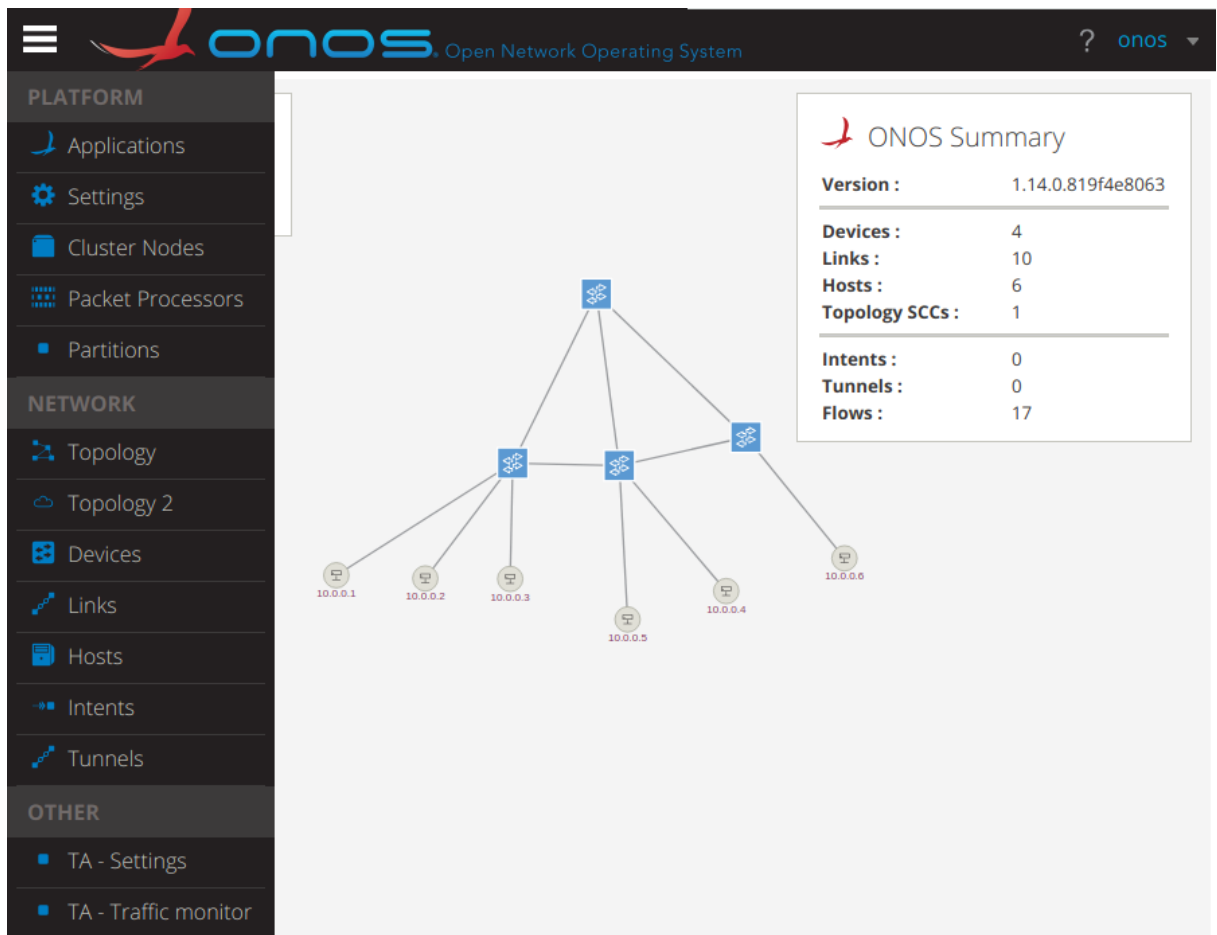 onos. Open Network Operating System
? onos
PLATFORM
Applications
Settings
Cluster Nodes
Packet Processors
Partitions
NETWORK
Topology
Topology 2
Devices
Links
Hosts
Intents
Tunnels
OTHER
TA - Settings
TA - Traffic monitor
ONOS Summary
Version : 1.14.0.819f4e8063
Devices : 4
Links : 10
Hosts : 6
Topology SCCs : 1
Intents : 0
Tunnels : 0
Flows : 17
10.0.0.1
10.0.0.2
10.0.0.3
10.0.0.5
10.0.0.4
10.0.0.6